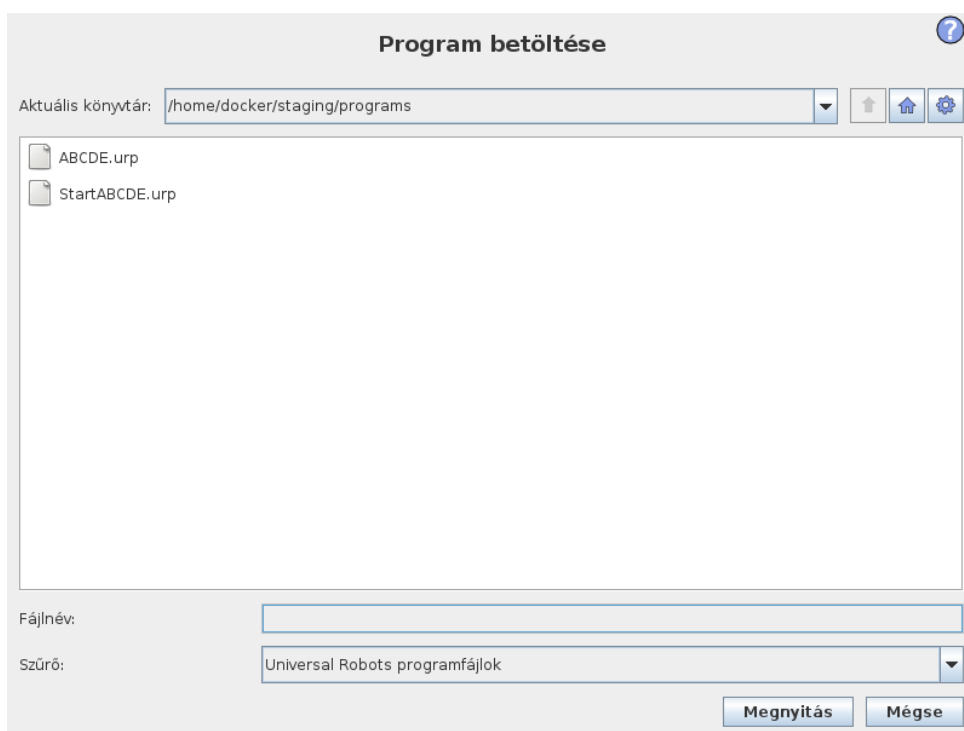 Program betöltése
?
Aktuális könyvtár: /home/docker/staging/programs
ABCDE.urp
StartABCDE.urp
Fájlnév:
Szűrő: Universal Robots programfájlok
Megnyitás Mégse